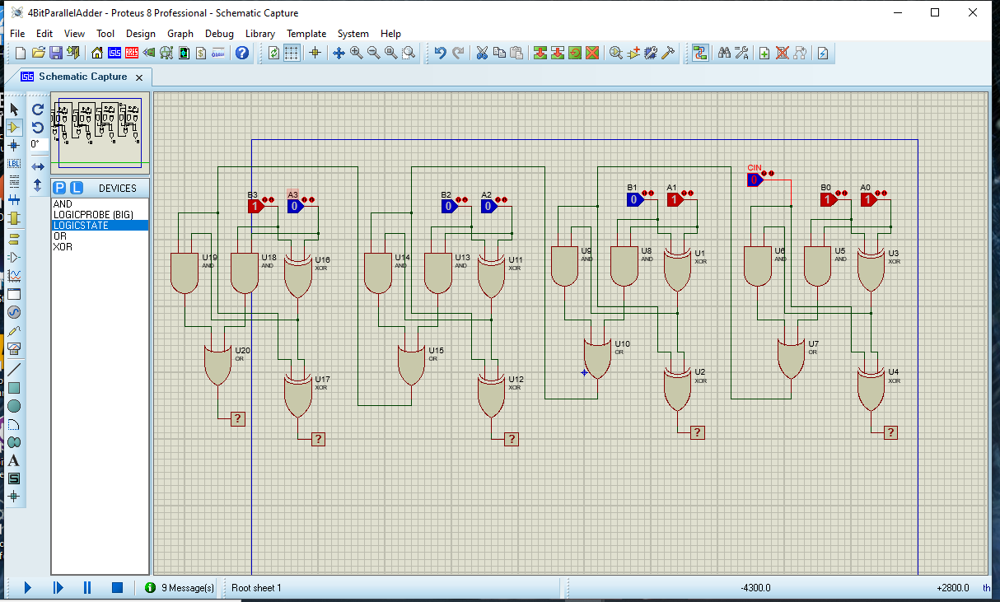 4BitParallelAdder - Proteus 8 Professional - Schematic Capture
File Edit View Tool Design Graph Debug Library Template System Help
Schematic Capture
0°
LBL
A
S
P L DEVICES
AND
LOGICPROBE (BIG)
LOGICSTATE
OR
XOR
CIN
0
B3 A3 B2 A2 B1 A1 B0 A0
1 0 0 0 0 1 1 1
U19 AND
U18 AND
U16 XOR
U14 AND
U13 AND
U11 XOR
U9 AND
U8 AND
U1 XOR
U6 AND
U5 AND
U3 XOR
U20 OR
U15 OR
U10 OR
U7 OR
U17 XOR
U12 XOR
U2 XOR
U4 XOR
? ? ? ? ?
9 Message(s) Root sheet 1 -4300.0 +2800.0 th